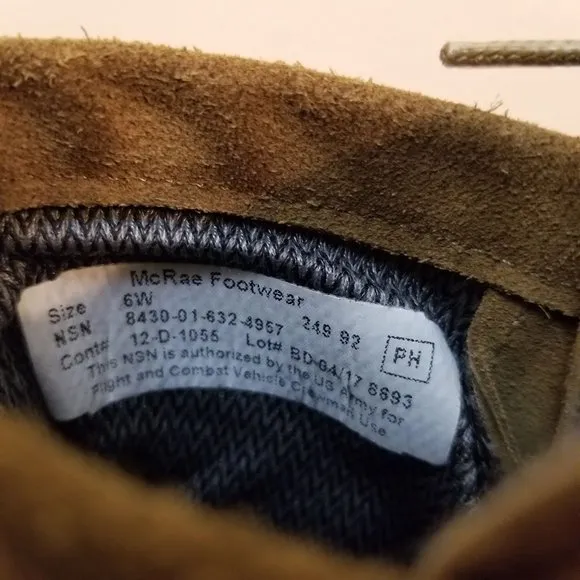 McRae Footwear
Size 6W 249 92
NSN 8430-01-632-4957
Cont# 12-D-1055 Lot# BD-04/17 8693
This NSN is authorized by the US Army for
Flight and Combat Vehicle Crewman Use
PH